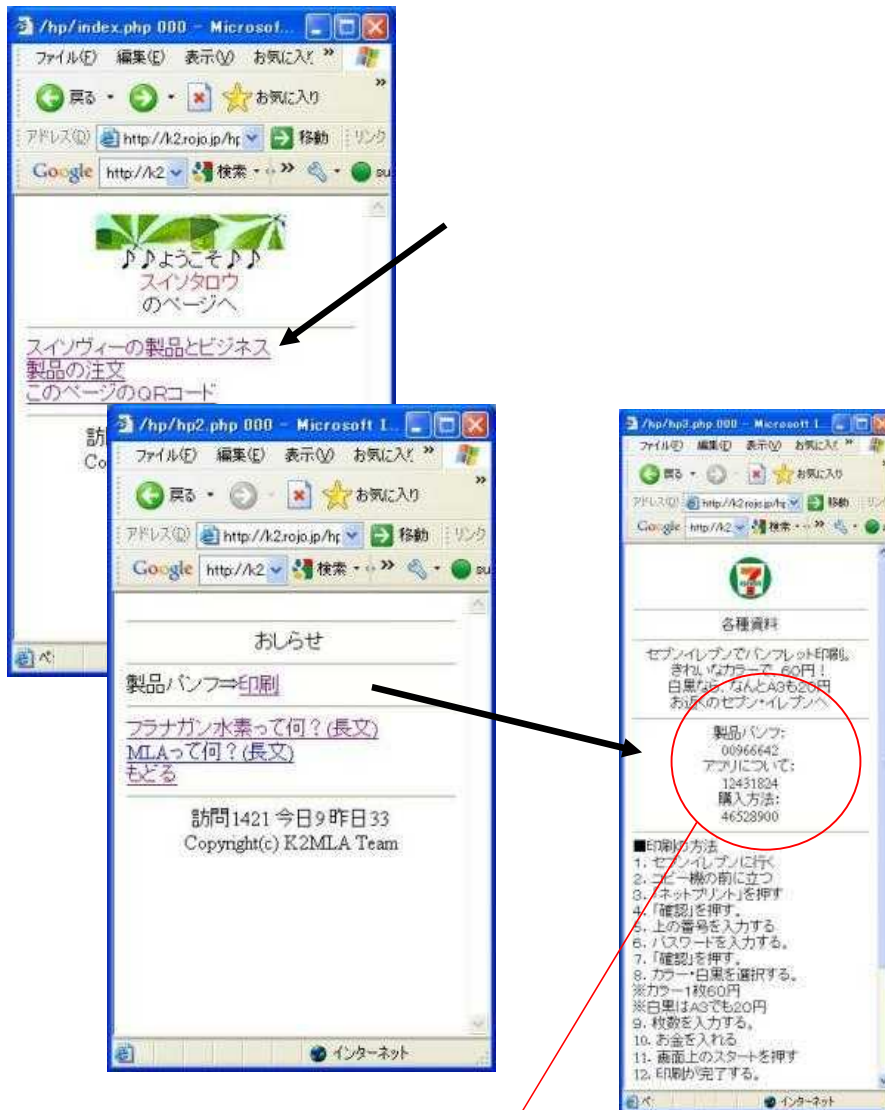 /hp/index.php 000 - Microsof...
ファイル(F) 編集(E) 表示(V) お気に入 »
戻る お気に入り »
アドレス(D) http://k2.rojo.jp/hp 移動 リンク
Google http://k2 検索 »
♪♪ようこそ♪♪
スイソタロウ
のページへ
スイソヴィーの製品とビジネス
製品の注文
このページのQRコード
訪
Co
/hp/hp2.php 000 - Microsoft I...
ファイル(F) 編集(E) 表示(V) お気に入 »
戻る お気に入り »
アドレス(D) http://k2.rojo.jp/hp 移動 リンク
Google http://k2 検索 »
おしらせ
製品パンフ⇒印刷
フラナガン水素って何？(長文)
MLAって何？(長文)
もどる
訪問1421 今日9 昨日33
Copyright(c) K2MLA Team
インターネット
/hp/hp3.php 000 - Microsoft I...
ファイル(F) 編集(E) 表示(V) お気に入 »
戻る お気に入り
アドレス(D) http://k2.rojo.jp/hp 移動 リンク
Google http://k2 検索 »
各種資料
セブンイレブンでパンフレット印刷。
きれいなカラーで、60円！
白黒なら、なんとA3も20円
お近くのセブン・イレブンへ
製品パンフ:
00966642
アプリについて:
12431824
購入方法:
46528900
■印刷の方法
1. セブンイレブンに行く
2. コピー機の前に立つ
3. 「ネットプリント」を押す
4. 「確認」を押す。
5. 上の番号を入力する
6. パスワードを入力する。
7. 「確認」を押す。
8. カラー・白黒を選択する。
※カラー1枚60円
※白黒はA3でも20円
9. 枚数を入力する。
10. お金を入れる
11. 画面上のスタートを押す
12. 印刷が完了する。
インターネット